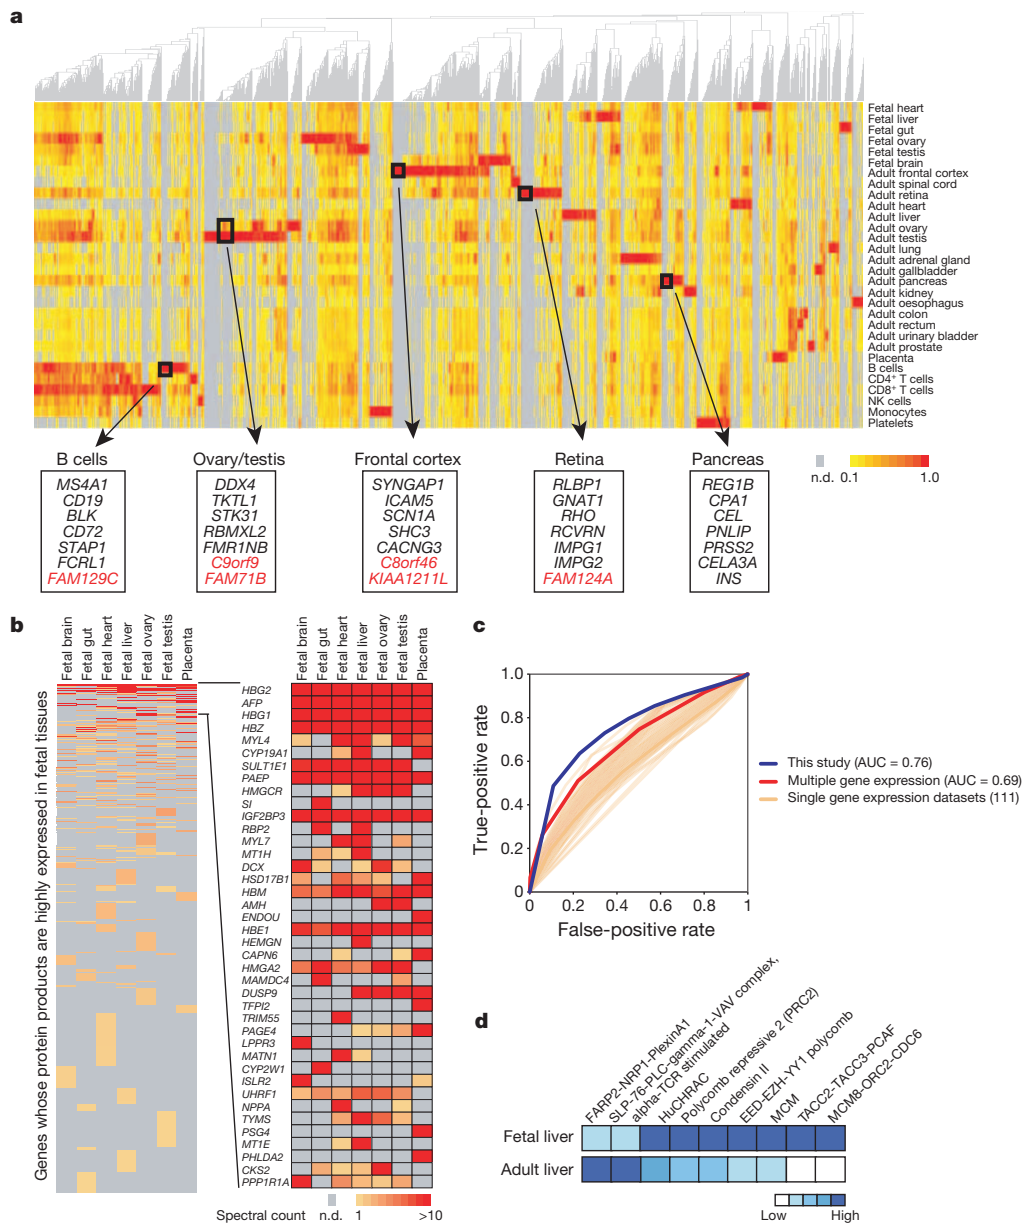 a
Fetal heart
Fetal liver
Fetal gut
Fetal ovary
Fetal testis
Fetal brain
Adult frontal cortex
Adult spinal cord
Adult retina
Adult heart
Adult liver
Adult ovary
Adult testis
Adult lung
Adult adrenal gland
Adult gallbladder
Adult pancreas
Adult kidney
Adult oesophagus
Adult colon
Adult rectum
Adult urinary bladder
Adult prostate
Placenta
B cells
CD4⁺ T cells
CD8⁺ T cells
NK cells
Monocytes
Platelets
B cells
MS4A1
CD19
BLK
CD72
STAP1
FCRL1
FAM129C
Ovary/testis
DDX4
TKTL1
STK31
RBMXL2
FMR1NB
C9orf9
FAM71B
Frontal cortex
SYNGAP1
ICAM5
SCN1A
SHC3
CACNG3
C8orf46
KIAA1211L
Retina
RLBP1
GNAT1
RHO
RCVRN
IMPG1
IMPG2
FAM124A
Pancreas
REG1B
CPA1
CEL
PNLIP
PRSS2
CELA3A
INS
n.d. 0.1 1.0
b
Fetal brain
Fetal gut
Fetal heart
Fetal liver
Fetal ovary
Fetal testis
Placenta
Genes whose protein products are highly expressed in fetal tissues
Fetal brain
Fetal gut
Fetal heart
Fetal liver
Fetal ovary
Fetal testis
Placenta
HBG2
AFP
HBG1
HBZ
MYL4
CYP19A1
SULT1E1
PAEP
HMGCR
SI
IGF2BP3
RBP2
MYL7
MT1H
DCX
HSD17B1
HBM
AMH
ENDOU
HBE1
HEMGN
CAPN6
HMGA2
MAMDC4
DUSP9
TFPI2
TRIM55
PAGE4
LPPR3
MATN1
CYP2W1
ISLR2
UHRF1
NPPA
TYMS
PSG4
MT1E
PHLDA2
CKS2
PPP1R1A
Spectral count n.d. 1 >10
c
True-positive rate
1.0
0.8
0.6
0.4
0.2
0
0 0.2 0.4 0.6 0.8 1.0
False-positive rate
This study (AUC = 0.76)
Multiple gene expression (AUC = 0.69)
Single gene expression datasets (111)
d
FARP2-NRP1-PlexinA1
SLP-76-PLC-gamma-1-VAV complex,
alpha-TCR stimulated
HuCHRAC
Polycomb repressive 2 (PRC2)
Condensin II
EED-EZH-YY1 polycomb
MCM
TACC2-TACC3-PCAF
MCM8-ORC2-CDC6
Fetal liver
Adult liver
Low High